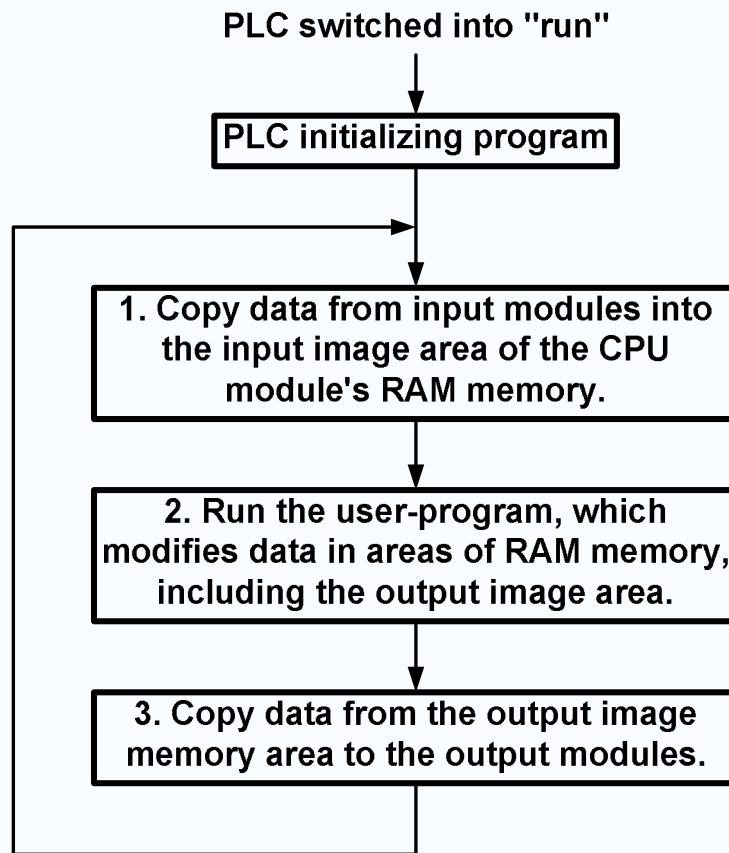 PLC switched into "run"
PLC initializing program
1. Copy data from input modules into
the input image area of the CPU
module's RAM memory.
2. Run the user-program, which
modifies data in areas of RAM memory,
including the output image area.
3. Copy data from the output image
memory area to the output modules.